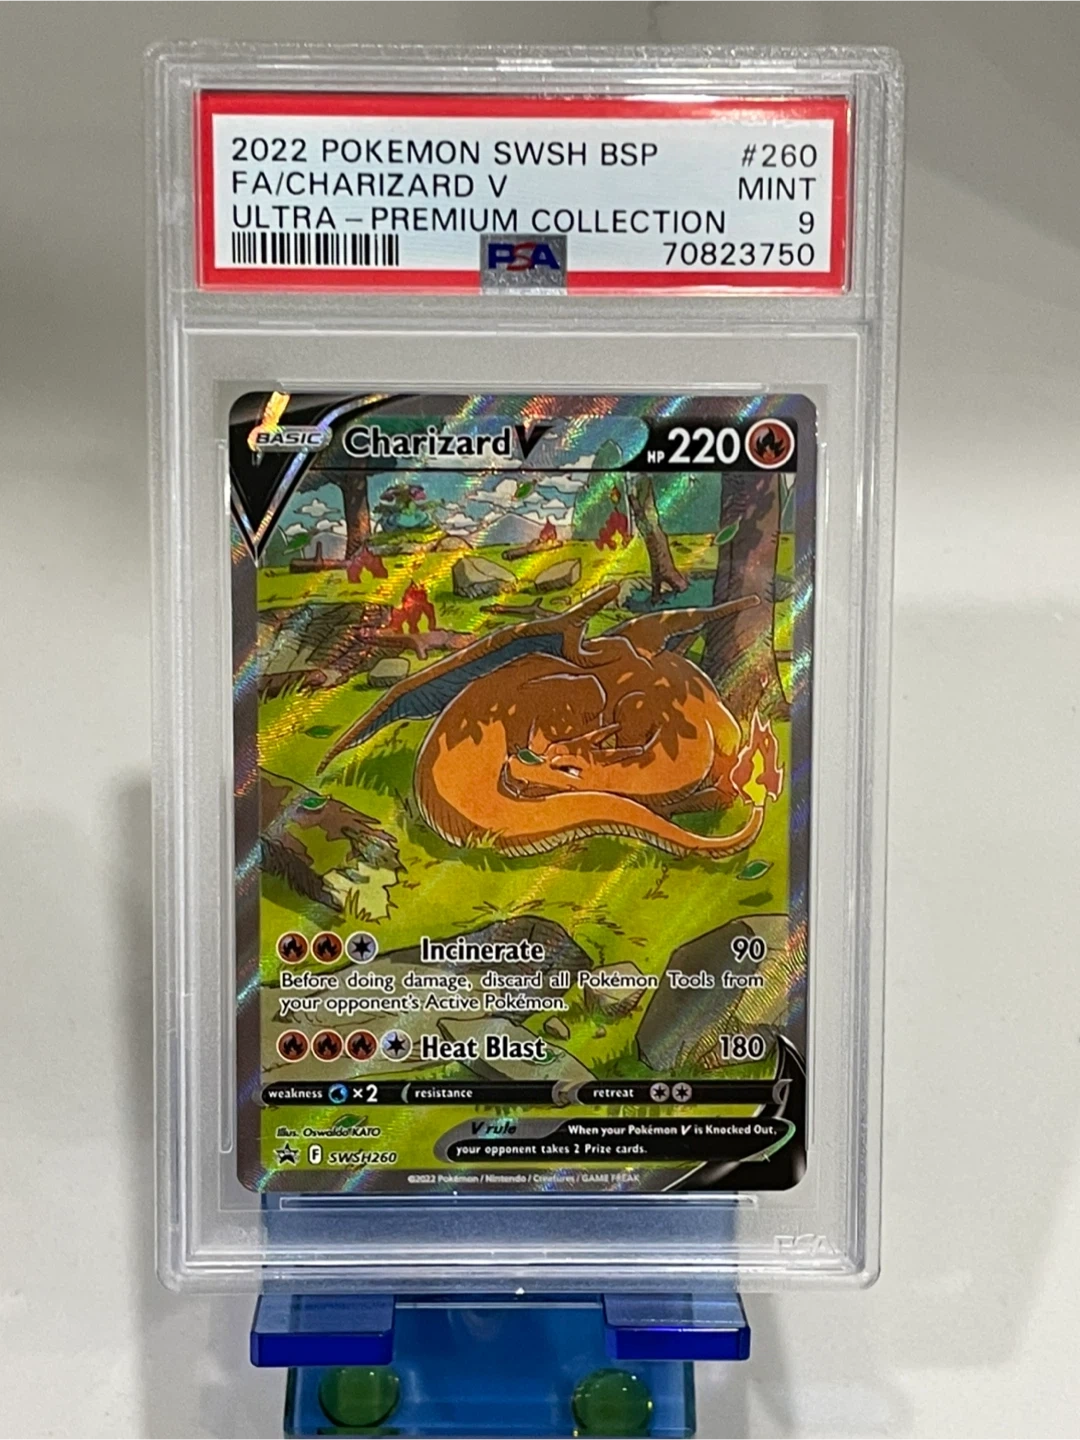 2022 POKEMON SWSH BSP #260
FA/CHARIZARD V MINT
ULTRA-PREMIUM COLLECTION 9
PSA 70823750
BASIC Charizard V HP 220
Incinerate 90
Before doing damage, discard all Pokémon Tools from
your opponent's Active Pokémon.
Heat Blast 180
weakness ×2 resistance retreat
Illus. Oswaldo KATO
V rule When your Pokémon V is Knocked Out,
your opponent takes 2 Prize cards.
F SWSH260
©2022 Pokémon / Nintendo / Creatures / GAME FREAK
PSA